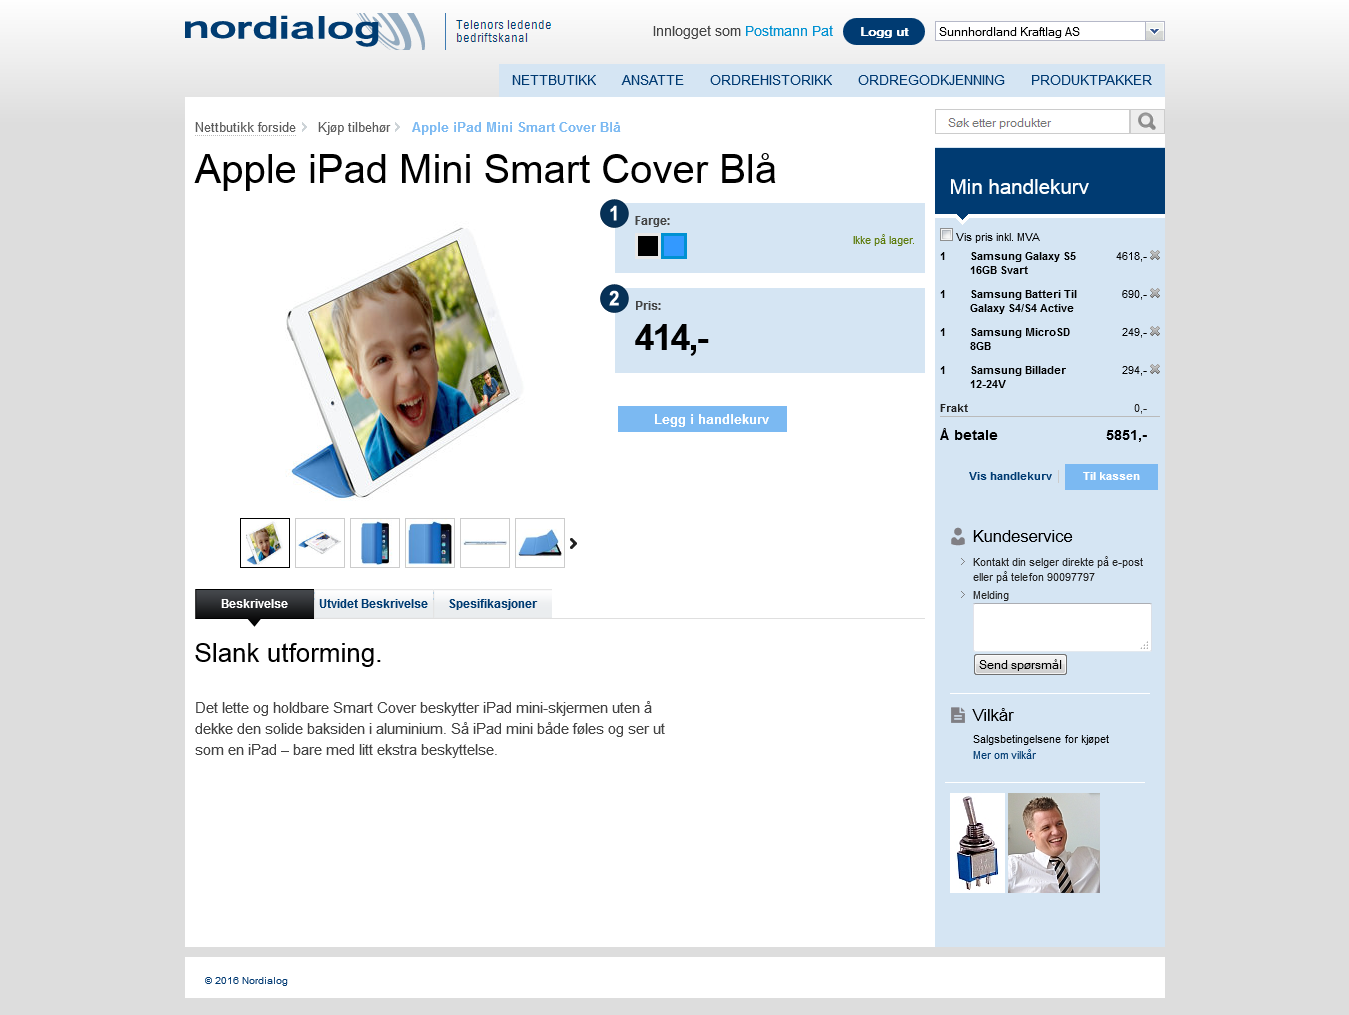 nordialog
Telenors ledende
bedriftskanal
Innlogget som Postmann Pat
Logg ut
Sunnhordland Kraftlag AS
NETTBUTIKK
ANSATTE
ORDREHISTORIKK
ORDREGODKJENNING
PRODUKTPAKKER
Nettbutikk forside
Kjøp tilbehør
Apple iPad Mini Smart Cover Blå
Søk etter produkter
Apple iPad Mini Smart Cover Blå
1
Farge:
Ikke på lager.
2
Pris:
414,-
Legg i handlekurv
Beskrivelse
Utvidet Beskrivelse
Spesifikasjoner
Slank utforming.
Det lette og holdbare Smart Cover beskytter iPad mini-skjermen uten å
dekke den solide baksiden i aluminium. Så iPad mini både føles og ser ut
som en iPad – bare med litt ekstra beskyttelse.
Min handlekurv
Vis pris inkl. MVA
1 Samsung Galaxy S5 4618,-
16GB Svart
1 Samsung Batteri Til 690,-
Galaxy S4/S4 Active
1 Samsung MicroSD 249,-
8GB
1 Samsung Billader 294,-
12-24V
Frakt 0,-
Å betale 5851,-
Vis handlekurv
Til kassen
Kundeservice
Kontakt din selger direkte på e-post
eller på telefon 90097797
Melding
Send spørsmål
Vilkår
Salgsbetingelsene for kjøpet
Mer om vilkår
© 2016 Nordialog